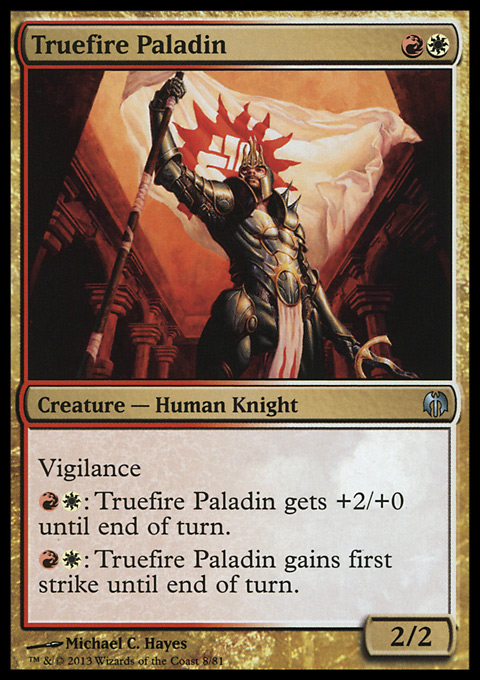 Truefire Paladin
Creature — Human Knight
Vigilance
: Truefire Paladin gets +2/+0
until end of turn.
: Truefire Paladin gains first
strike until end of turn.
Michael C. Hayes
2/2
™ & © 2013 Wizards of the Coast 8/81